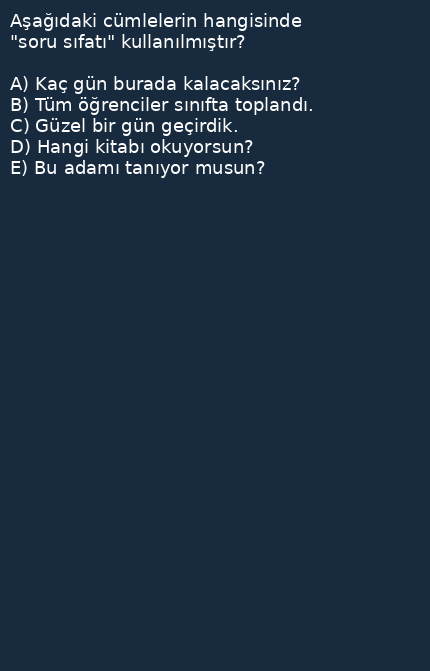 Aşağıdaki cümlelerin hangisinde
"soru sıfatı" kullanılmıştır?
A) Kaç gün burada kalacaksınız?
B) Tüm öğrenciler sınıfta toplandı.
C) Güzel bir gün geçirdik.
D) Hangi kitabı okuyorsun?
E) Bu adamı tanıyor musun?